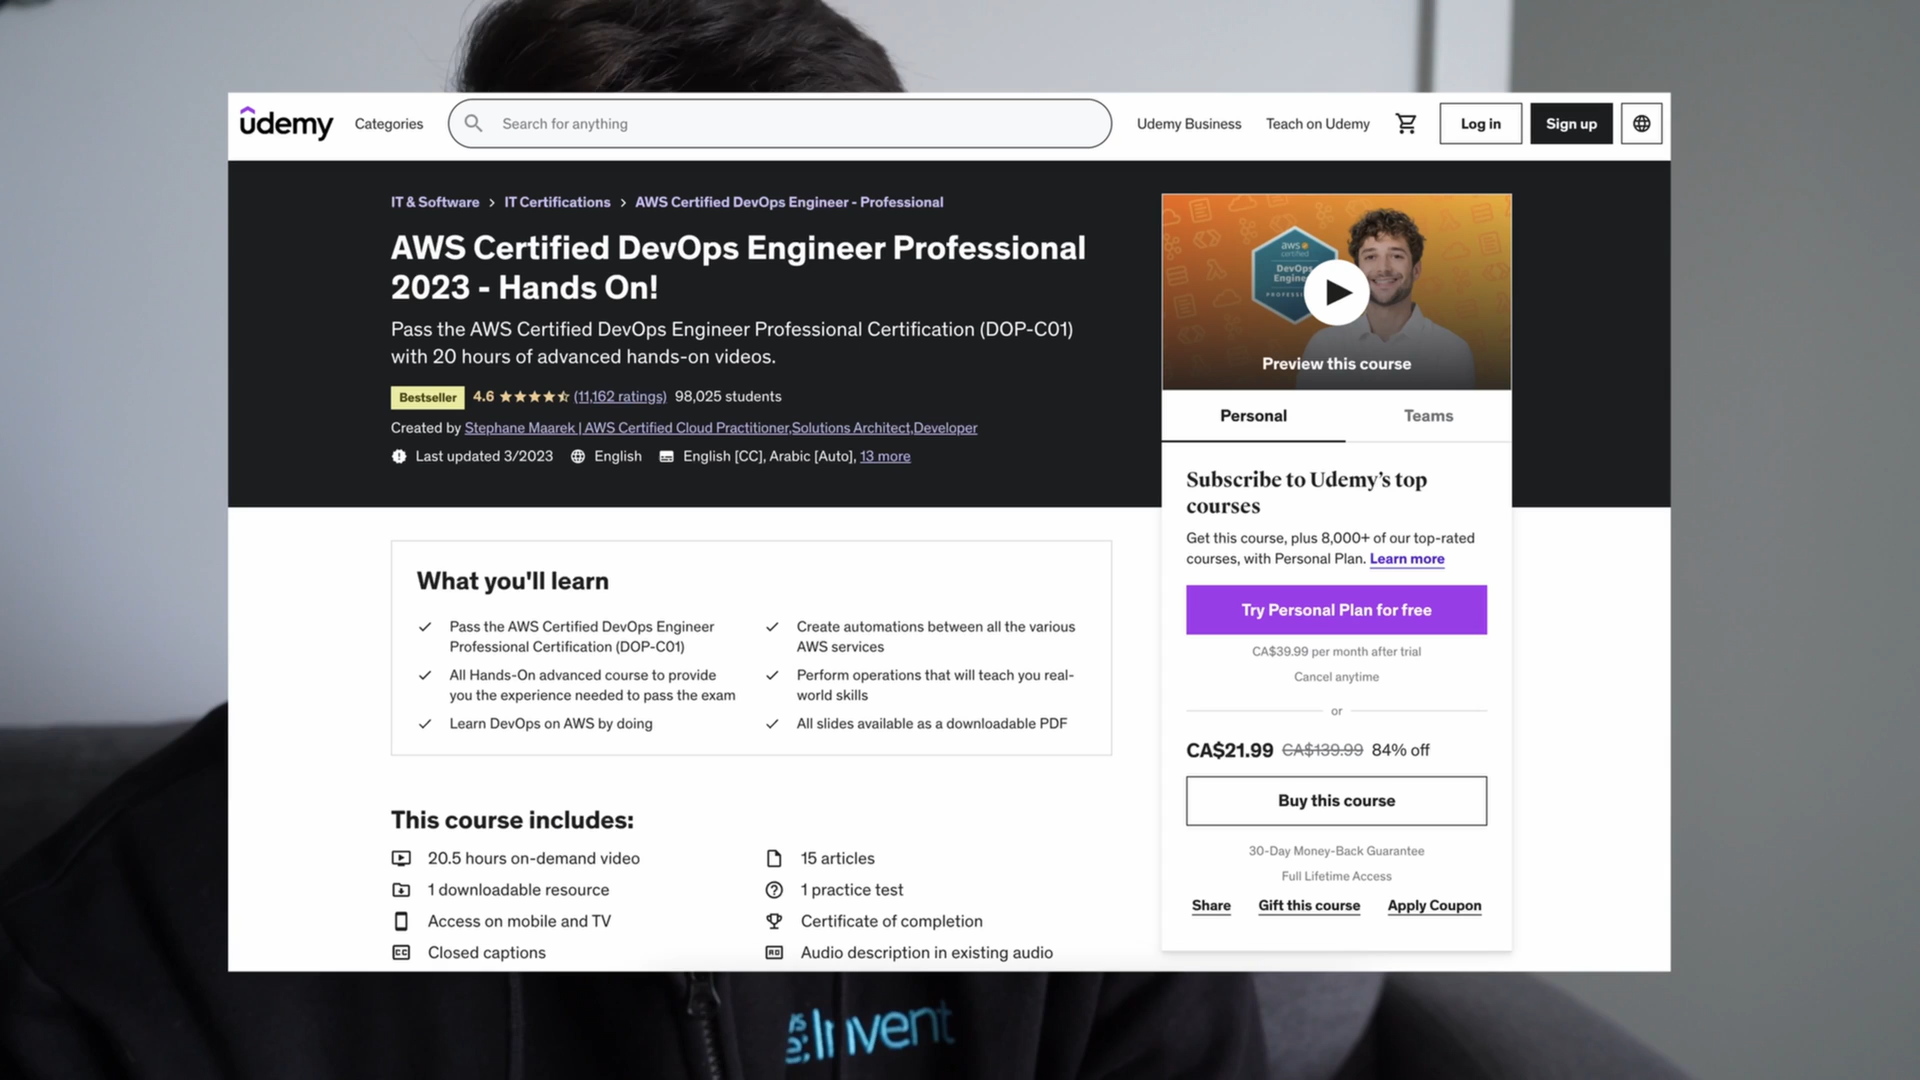 udemy
Categories
Search for anything
Udemy Business
Teach on Udemy
Log in
Sign up
IT & Software > IT Certifications > AWS Certified DevOps Engineer - Professional
AWS Certified DevOps Engineer Professional
2023 - Hands On!
Pass the AWS Certified DevOps Engineer Professional Certification (DOP-C01)
with 20 hours of advanced hands-on videos.
Bestseller 4.6 (11,162 ratings) 98,025 students
Created by Stephane Maarek | AWS Certified Cloud Practitioner,Solutions Architect,Developer
Last updated 3/2023 English English [CC], Arabic [Auto], 13 more
aws
certified
DevOps
Preview this course
Personal
Teams
Subscribe to Udemy's top
courses
Get this course, plus 8,000+ of our top-rated
courses, with Personal Plan. Learn more
Try Personal Plan for free
CA$39.99 per month after trial
Cancel anytime
or
CA$21.99 CA$139.99 84% off
Buy this course
30-Day Money-Back Guarantee
Full Lifetime Access
Share
Gift this course
Apply Coupon
What you'll learn
Pass the AWS Certified DevOps Engineer
Professional Certification (DOP-C01)
All Hands-On advanced course to provide
you the experience needed to pass the exam
Learn DevOps on AWS by doing
Create automations between all the various
AWS services
Perform operations that will teach you real-
world skills
All slides available as a downloadable PDF
This course includes:
20.5 hours on-demand video
1 downloadable resource
Access on mobile and TV
Closed captions
15 articles
1 practice test
Certificate of completion
Audio description in existing audio
Invent